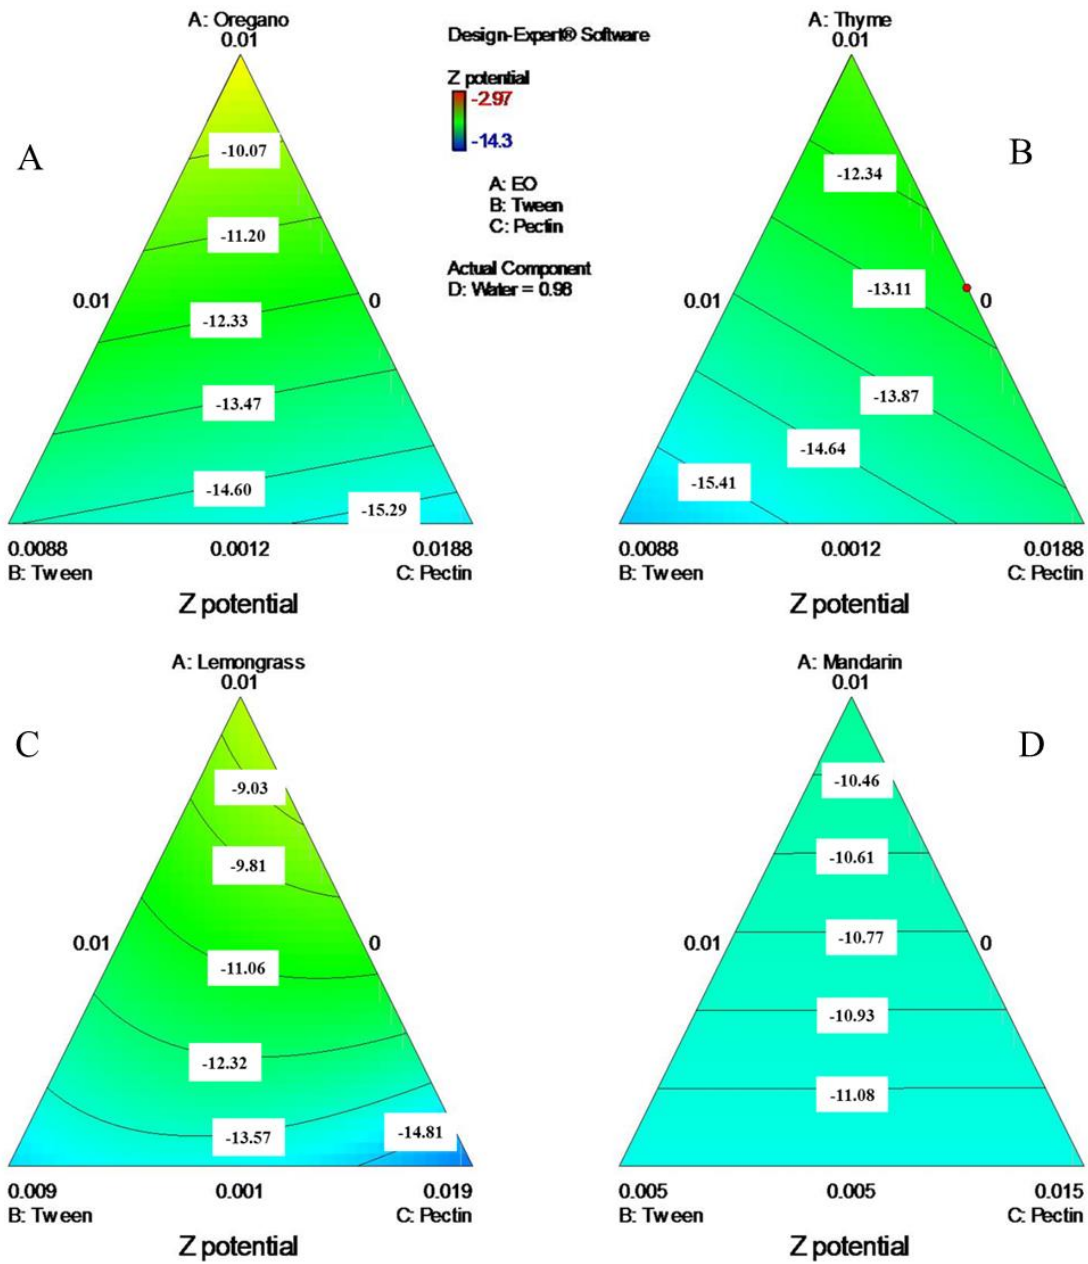 A: Oregano
0.01
A
-10.07
-11.20
0.01
0
-12.33
-13.47
-14.60
-15.29
0.0088
0.0012
0.0188
B: Tween
C: Pectin
Z potential
Design-Expert® Software
Z potential
-2.97
-14.3
A: EO
B: Tween
C: Pectin
Actual Component
D: Water = 0.98
A: Thyme
0.01
B
-12.34
-13.11
0.01
0
-13.87
-14.64
-15.41
0.0088
0.0012
0.0188
B: Tween
C: Pectin
Z potential
A: Lemongrass
0.01
C
-9.03
-9.81
0.01
0
-11.06
-12.32
-13.57
-14.81
0.009
0.001
0.019
B: Tween
C: Pectin
Z potential
A: Mandarin
0.01
D
-10.46
-10.61
-10.77
0.01
0
-10.93
-11.08
0.005
0.005
0.015
B: Tween
C: Pectin
Z potential